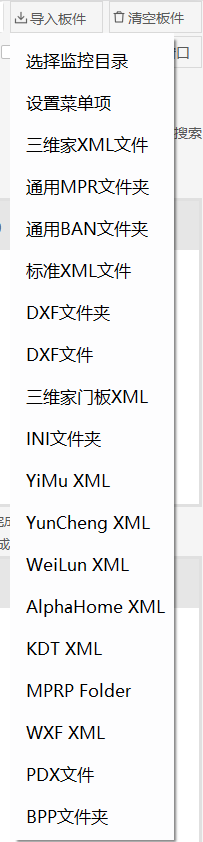 导入板件 清空板件
选择监控目录
口
设置菜单项
三维家XML文件
搜索
通用MPR文件夹
通用BAN文件夹
标准XML文件
DXF文件夹
DXF文件
三维家门板XML
INI文件夹
YiMu XML
YunCheng XML
完成
WeiLun XML
成
AlphaHome XML
KDT XML
MPRP Folder
WXF XML
PDX文件
BPP文件夹